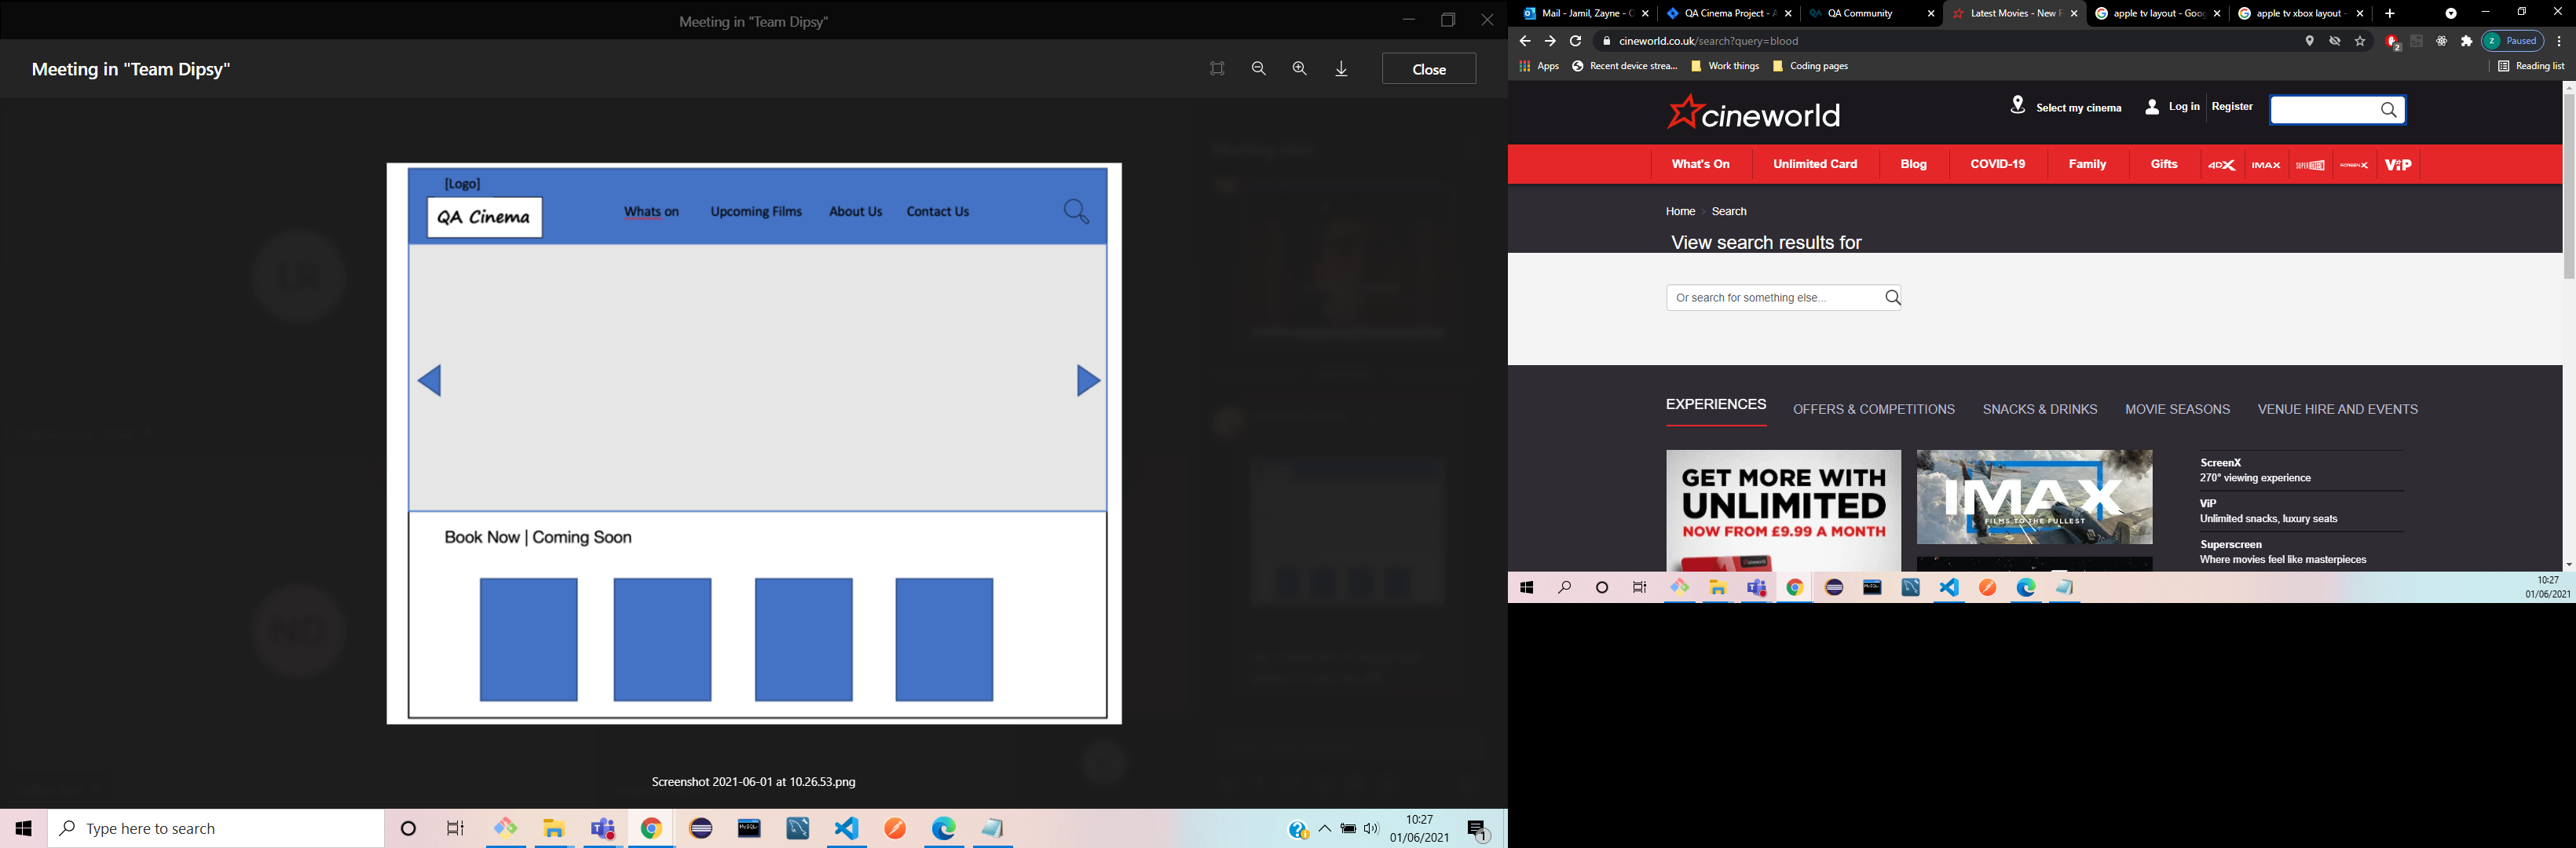 Meeting in "Team Dipsy"
Meeting in "Team Dipsy"
Close
[Logo]
QA Cinema
Whats on
Upcoming Films
About Us
Contact Us
Book Now | Coming Soon
LR
ND
Screenshot 2021-06-01 at 10.26.53.png
Type here to search
10:27
01/06/2021
1
Mail - Jamil, Zayne - O
QA Cinema Project - A
QA Community
Latest Movies - New F
apple tv layout - Goog
apple tv xbox layout -
cineworld.co.uk/search?query=blood
2
Z Paused
Apps
Recent device strea...
Work things
Coding pages
Reading list
cineworld
Select my cinema
Log in
Register
What's On
Unlimited Card
Blog
COVID-19
Family
Gifts
4DX
IMAX
SCREENX
ViP
Home > Search
View search results for
Or search for something else...
EXPERIENCES
OFFERS & COMPETITIONS
SNACKS & DRINKS
MOVIE SEASONS
VENUE HIRE AND EVENTS
GET MORE WITH
UNLIMITED
NOW FROM £9.99 A MONTH
cineworld
IMAX
FILMS TO THE FULLEST
ScreenX
270° viewing experience
ViP
Unlimited snacks, luxury seats
Superscreen
Where movies feel like masterpieces
10:27
01/06/2021